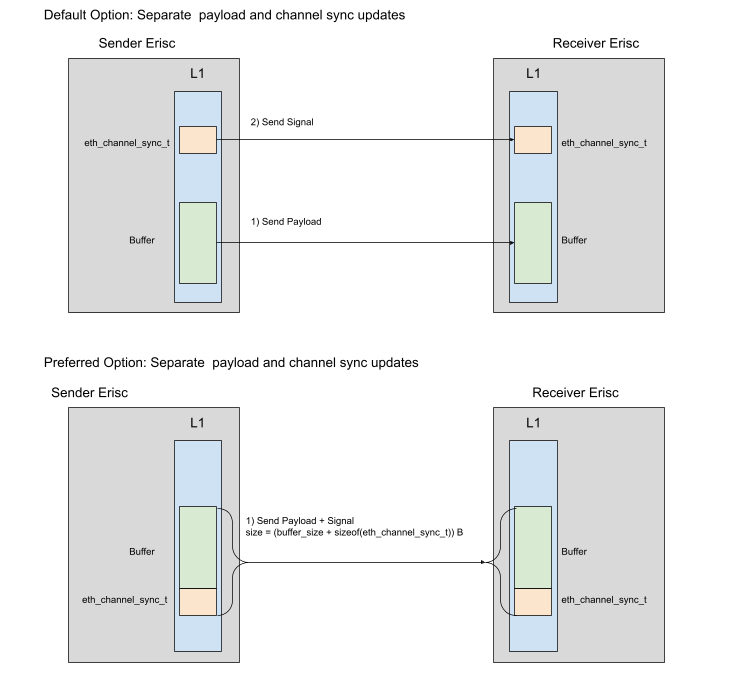 Default Option: Separate  payload and channel sync updates
Sender Erisc
Receiver Erisc
L1
L1
2) Send Signal
eth_channel_sync_t
eth_channel_sync_t
1) Send Payload
Buffer
Buffer
Preferred Option: Separate  payload and channel sync updates
Sender Erisc
Receiver Erisc
L1
L1
1) Send Payload + Signal
size = (buffer_size + sizeof(eth_channel_sync_t)) B
Buffer
Buffer
eth_channel_sync_t
eth_channel_sync_t